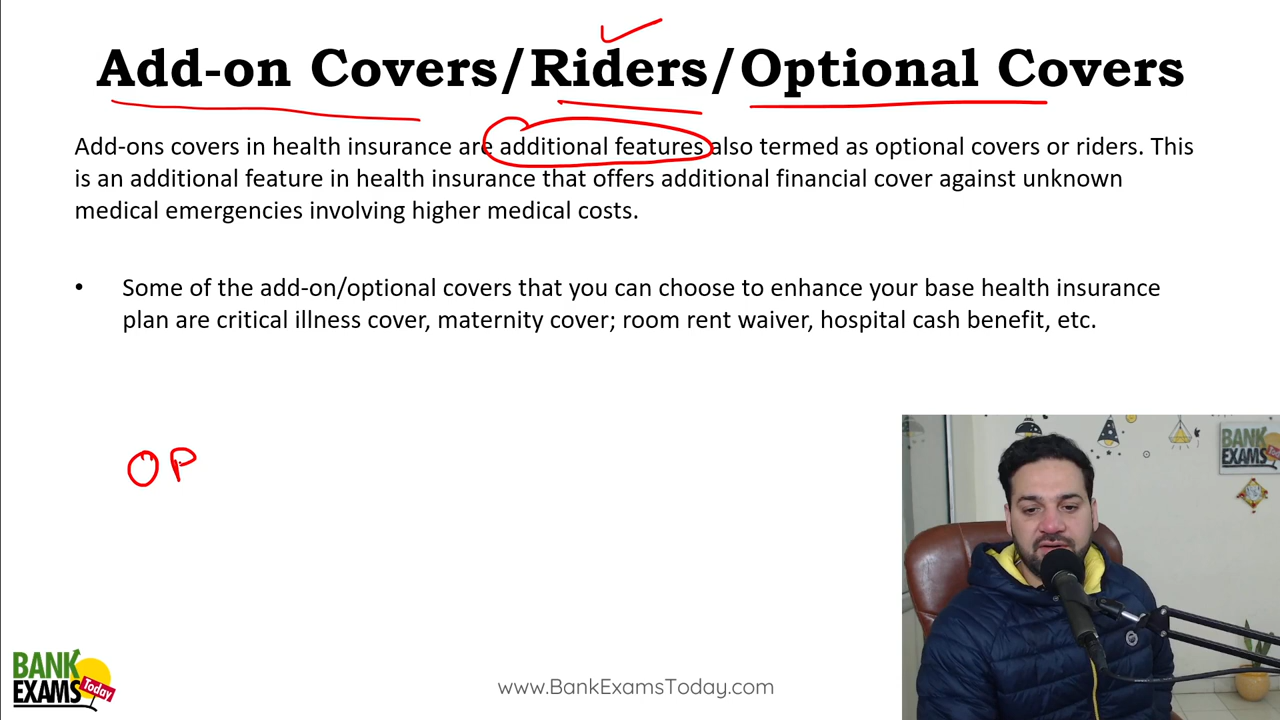 Add-on Covers/Riders/Optional Covers
Add-ons covers in health insurance are additional features also termed as optional covers or riders. This
is an additional feature in health insurance that offers additional financial cover against unknown
medical emergencies involving higher medical costs.
• Some of the add-on/optional covers that you can choose to enhance your base health insurance
plan are critical illness cover, maternity cover; room rent waiver, hospital cash benefit, etc.
OP
BANK
EXAMS
BANK
EXAMS
Today
www.BankExamsToday.com